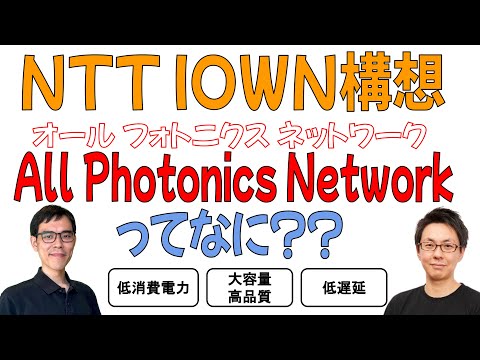 NTT IOWN構想
オール フォトニクス ネットワーク
All Photonics Network
ってなに??
低消費電力
大容量
高品質
低遅延